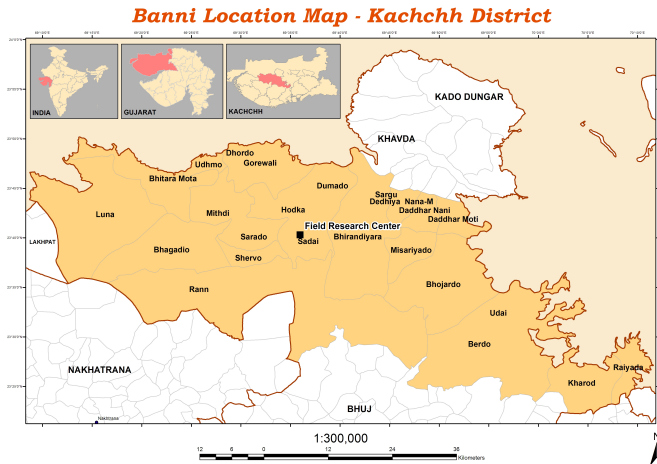 Banni Location Map - Kachchh District
INDIA
GUJARAT
KACHCHH
KADO DUNGAR
KHAVDA
Dhordo
Udhmo
Gorewali
Bhitara Mota
Dumado
Sargu
Dedhiya
Nana-M
Luna
Mithdi
Hodka
Daddhar Nani
Daddhar Moti
Field Research Center
LAKHPAT
Sarado
Sadai
Bhirandiyara
Bhagadio
Misariyado
Shervo
Rann
Bhojardo
Udai
Berdo
NAKHATRANA
Raiyada
Kharod
BHUJ
Nakhtrana
1:300,000
12 6 0 12 24 36
Kilometers
N